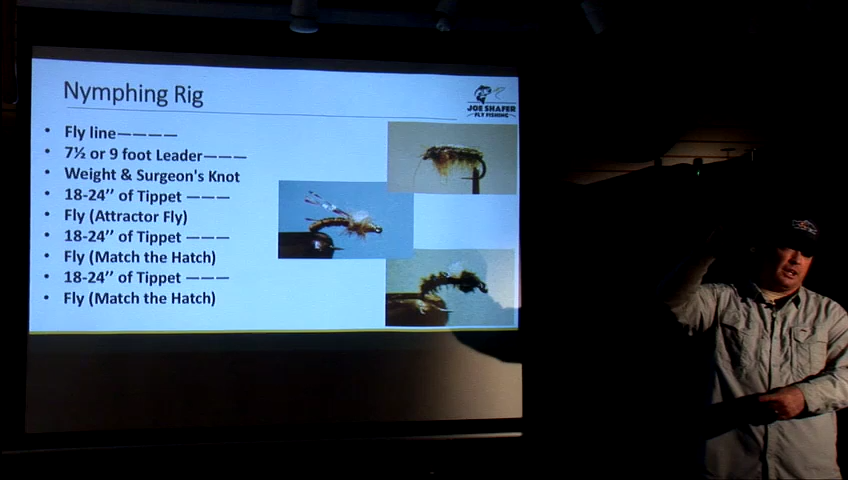 Nymphing Rig
JOE SHAFER
FLY FISHING
• Fly line————
• 7½ or 9 foot Leader———
• Weight & Surgeon's Knot
• 18-24’’ of Tippet ———
• Fly (Attractor Fly)
• 18-24’’ of Tippet ———
• Fly (Match the Hatch)
• 18-24’’ of Tippet ———
• Fly (Match the Hatch)